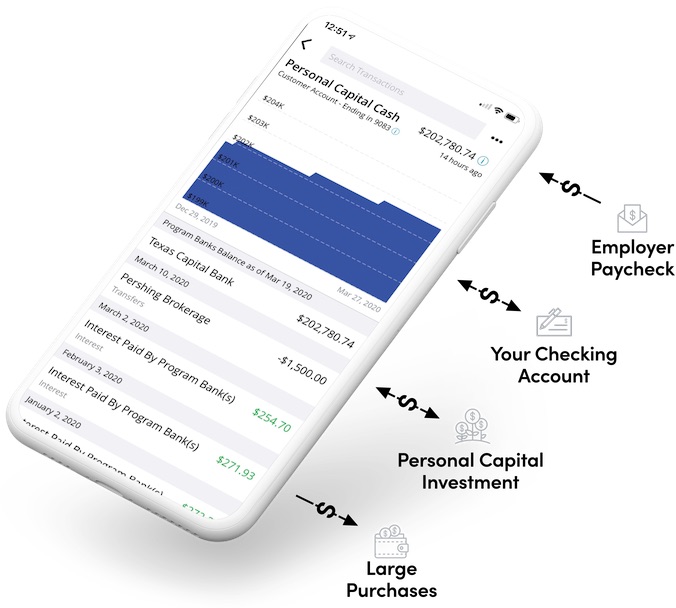 12:51
Search Transactions
Personal Capital Cash
Customer Account - Ending in 9083
$202,780.74
14 hours ago
$204K
$203K
$202K
$201K
$200K
$199K
Dec 29, 2019
Mar 27, 2020
Program Banks Balance as of Mar 19, 2020
Texas Capital Bank
$202,780.74
March 10, 2020
Pershing Brokerage
Transfers
-$1,500.00
March 2, 2020
Interest Paid By Program Bank(s)
Interest
$254.70
February 3, 2020
Interest Paid By Program Bank(s)
Interest
$271.93
January 2, 2020
Paid By Program Bank(s)
Employer
Paycheck
Your Checking
Account
Personal Capital
Investment
Large
Purchases